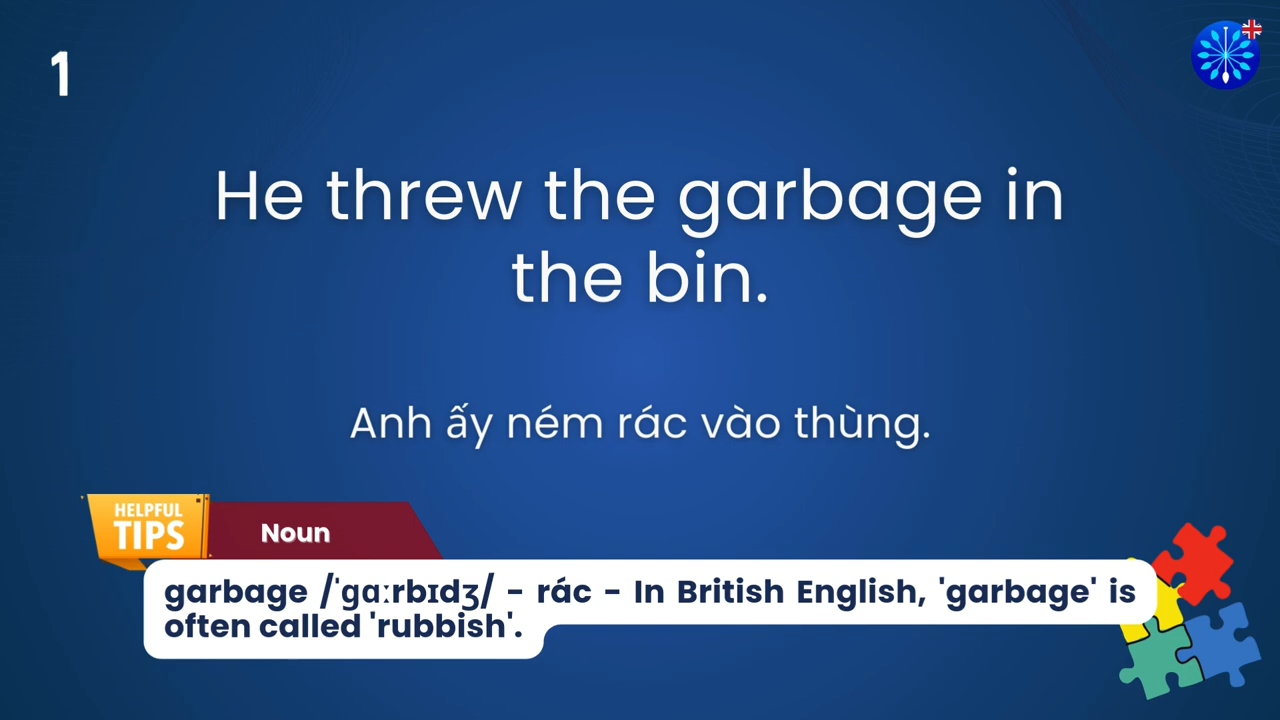 1
He threw the garbage in
the bin.
Anh ấy ném rác vào thùng.
HELPFUL
TIPS
Noun
garbage /ˈɡɑːrbɪdʒ/ - rác - In British English, 'garbage' is
often called 'rubbish'.